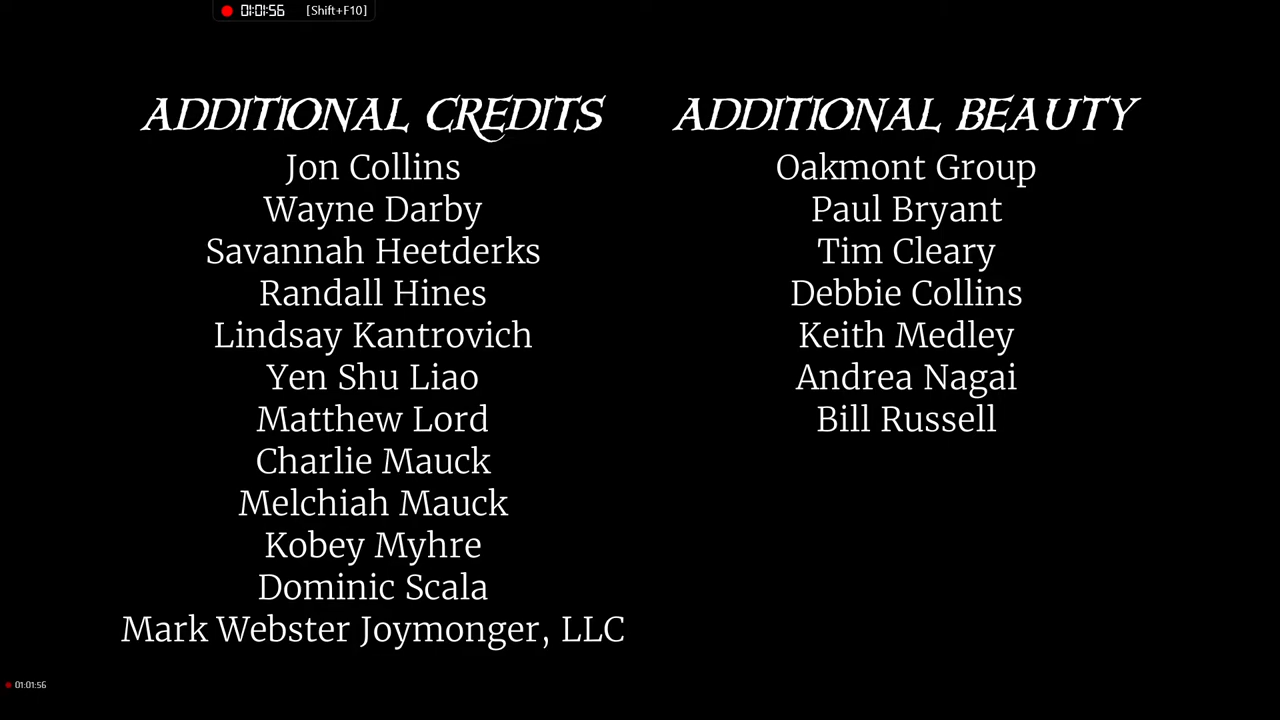 01:01:56 [Shift+F10]
ADDITIONAL CREDITS
Jon Collins
Wayne Darby
Savannah Heetderks
Randall Hines
Lindsay Kantrovich
Yen Shu Liao
Matthew Lord
Charlie Mauck
Melchiah Mauck
Kobey Myhre
Dominic Scala
Mark Webster Joymonger, LLC
ADDITIONAL BEAUTY
Oakmont Group
Paul Bryant
Tim Cleary
Debbie Collins
Keith Medley
Andrea Nagai
Bill Russell
01:01:56